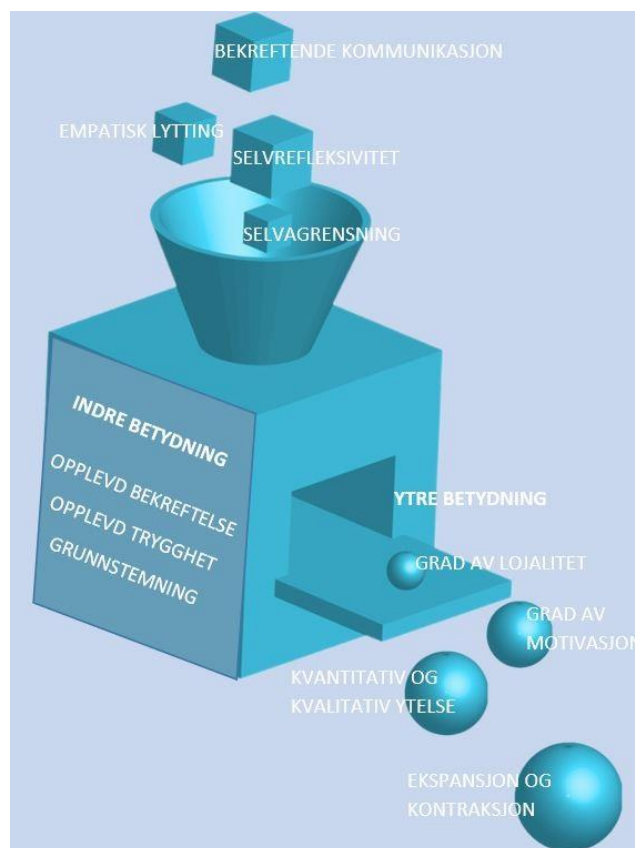 BEKREFTENDE KOMMUNIKASJON
EMPATISK LYTTING
SELVREFLEKSIVITET
SELVAGRENSNING
INDRE BETYDNING
OPPLEVD BEKREFTELSE
OPPLEVD TRYGGHET
GRUNNSTEMNING
YTRE BETYDNING
GRAD AV LOJALITET
GRAD AV
MOTIVASJON
KVANTITATIV OG
KVALITATIV YTELSE
EKSPANSJON OG
KONTRAKSJON